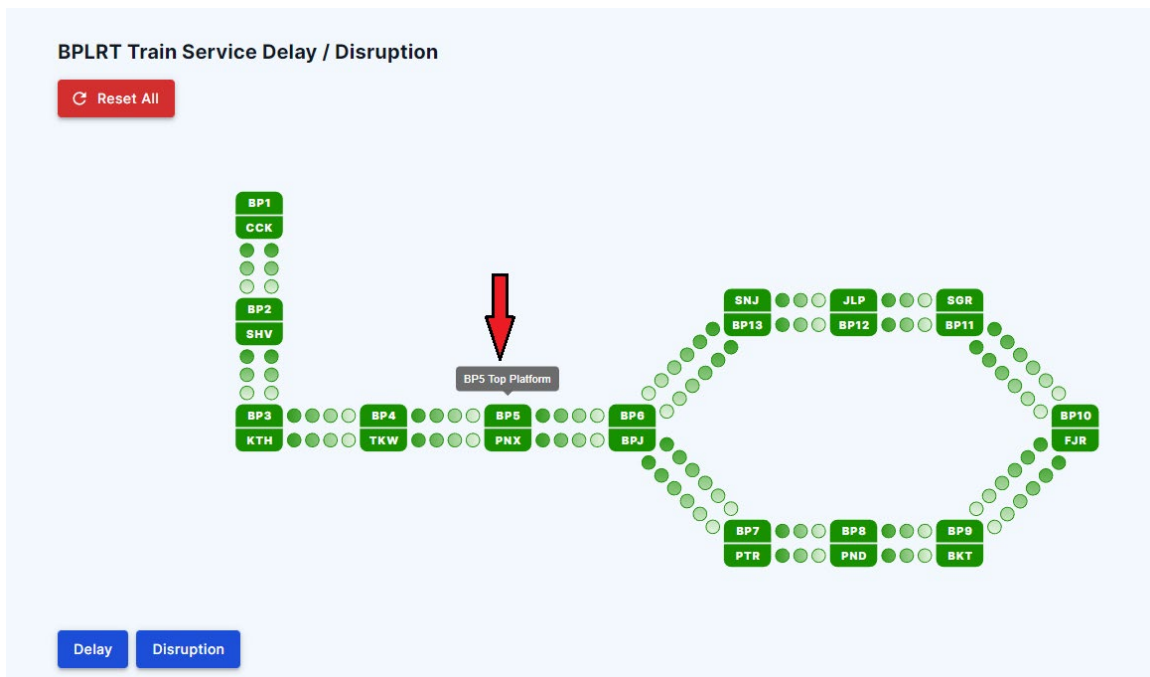 BPLRT Train Service Delay / Disruption
Reset All
BP1
CCK
BP2
SHV
BP5 Top Platform
SNJ JLP SGR
BP13 BP12 BP11
BP3 BP4 BP5 BP6 BP10
KTH TKW PNX BPJ FJR
BP7 BP8 BP9
PTR PND BKT
Delay Disruption